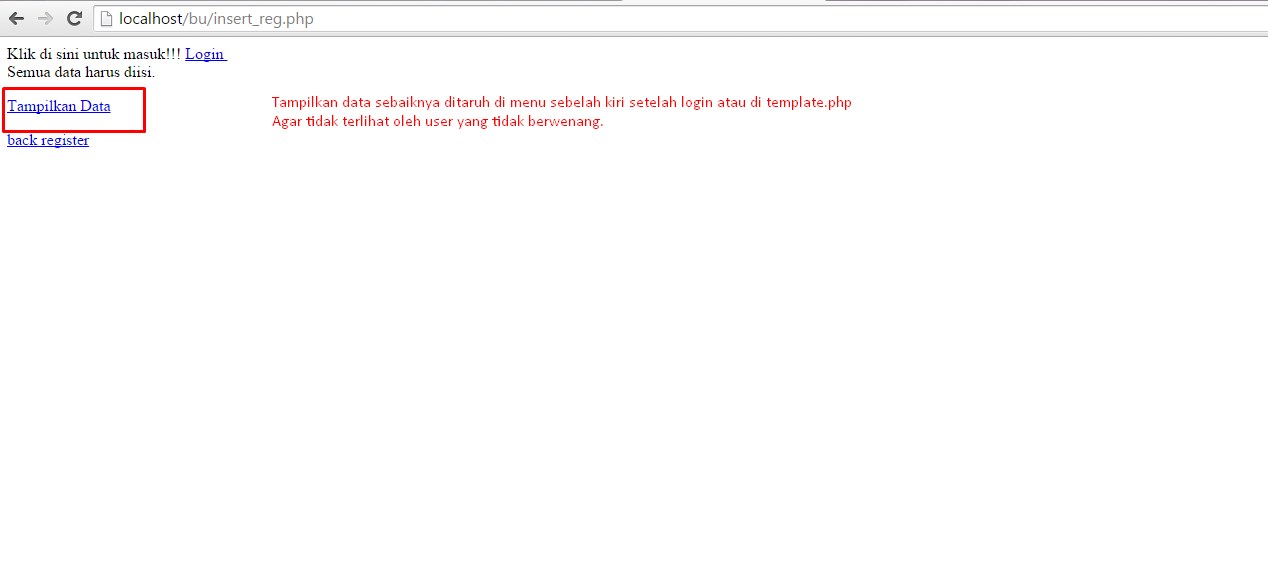 localhost/bu/insert_reg.php
Klik di sini untuk masuk!!! Login
Semua data harus diisi.
Tampilkan Data
Tampilkan data sebaiknya ditaruh di menu sebelah kiri setelah login atau di template.php
Agar tidak terlihat oleh user yang tidak berwenang.
back register